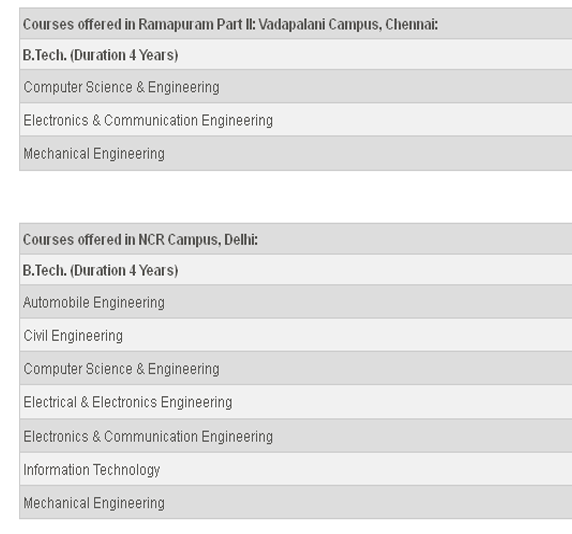 Courses offered in Ramapuram Part II: Vadapalani Campus, Chennai:
B.Tech. (Duration 4 Years)
Computer Science & Engineering
Electronics & Communication Engineering
Mechanical Engineering
Courses offered in NCR Campus, Delhi:
B.Tech. (Duration 4 Years)
Automobile Engineering
Civil Engineering
Computer Science & Engineering
Electrical & Electronics Engineering
Electronics & Communication Engineering
Information Technology
Mechanical Engineering